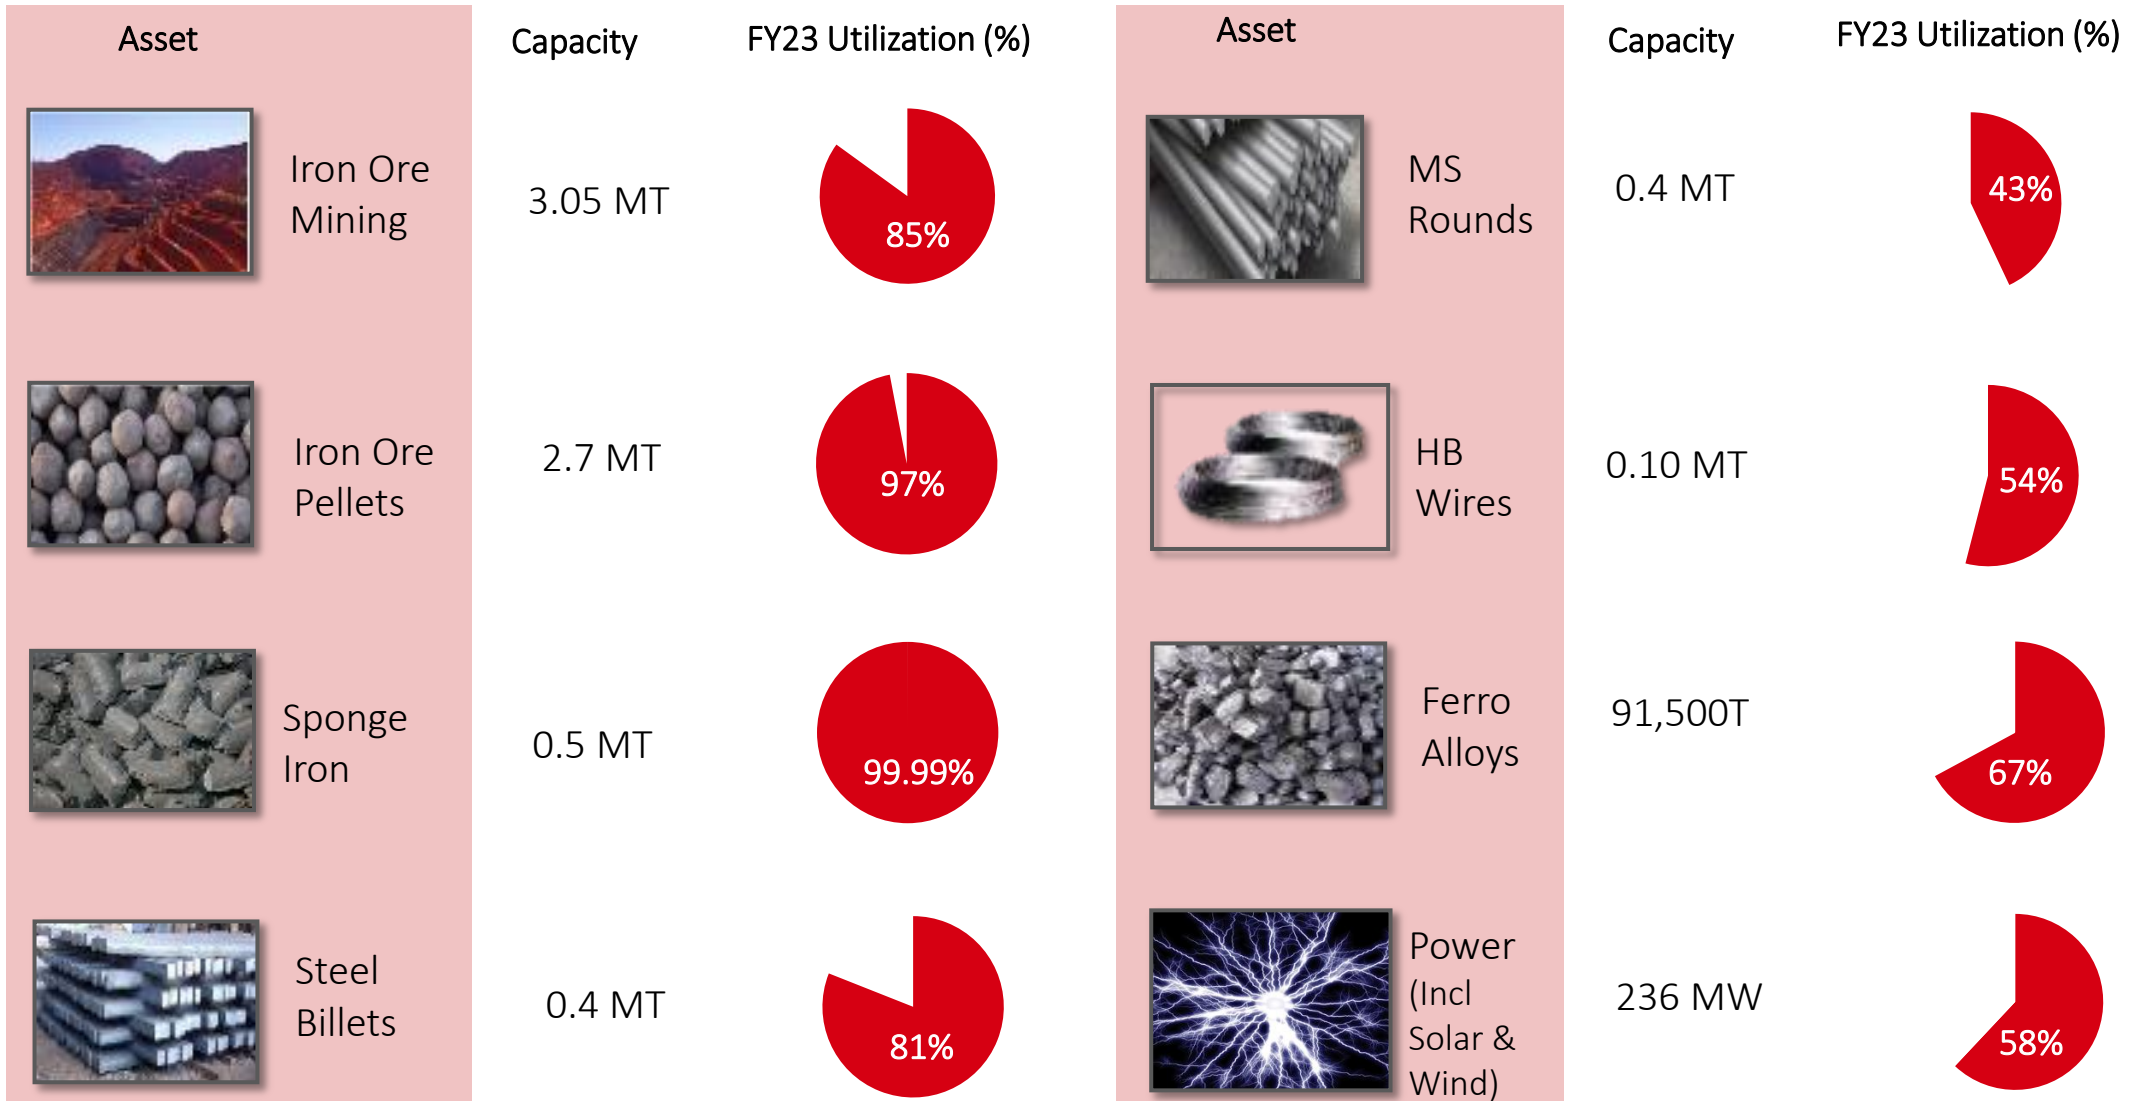 Asset
Capacity
FY23 Utilization (%)
Iron Ore
Mining
3.05 MT
85%
Iron Ore
Pellets
2.7 MT
97%
Sponge
Iron
0.5 MT
99.99%
Steel
Billets
0.4 MT
81%
Asset
Capacity
FY23 Utilization (%)
MS
Rounds
0.4 MT
43%
HB
Wires
0.10 MT
54%
Ferro
Alloys
91,500T
67%
Power
(Incl
Solar &
Wind)
236 MW
58%